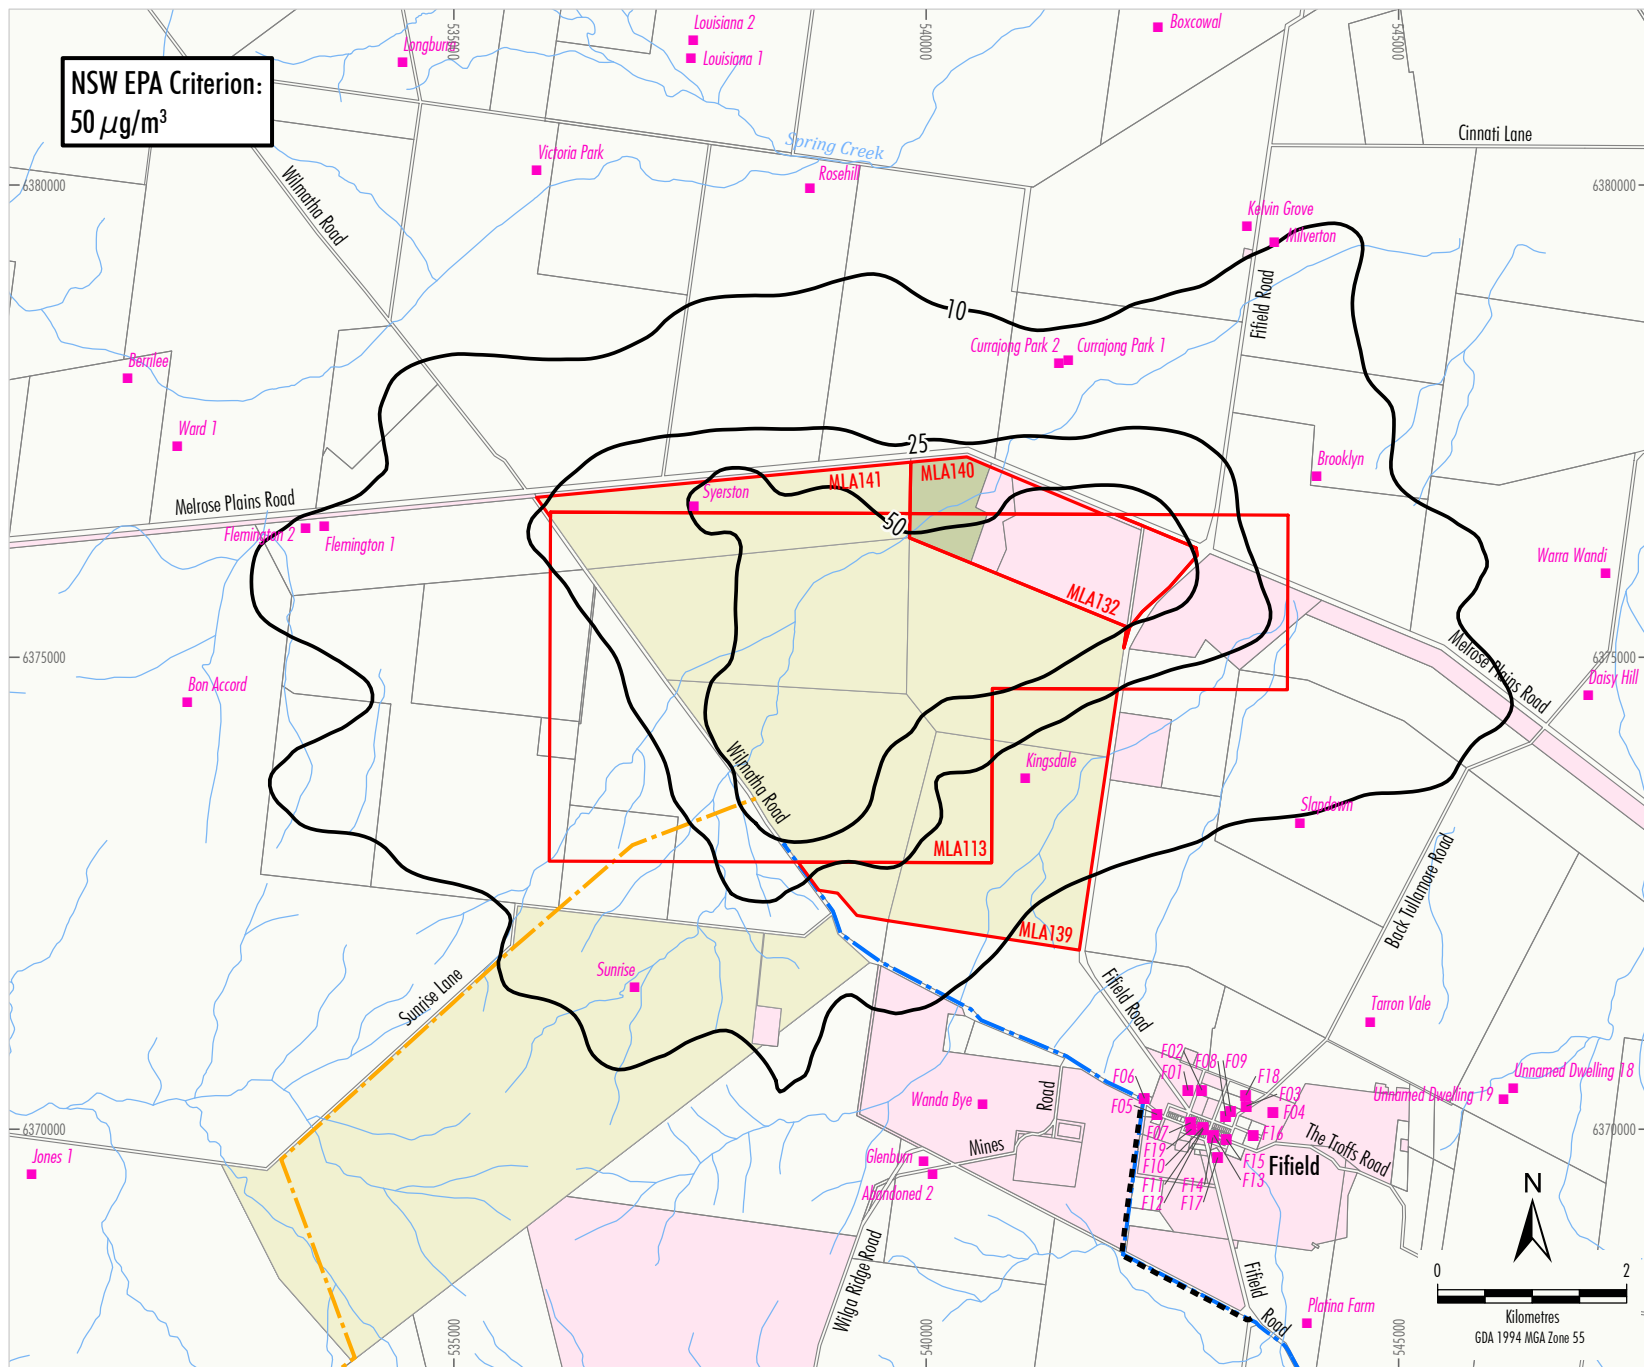 535000
540000
545000
Louisiana 2
Louisiana 1
Longburn
Boxcowal
NSW EPA Criterion:
50 µg/m³
Cinnati Lane
Spring Creek
Victoria Park
Rosehill
6380000
6380000
Wilmatha Road
Kelvin Grove
Milverton
Fifield Road
10
Currajong Park 2
Currajong Park 1
Berrilee
Ward 1
25
MLA140
MLA141
Brooklyn
Syerston
Melrose Plains Road
50
Flemington 2
Flemington 1
Warra Wandi
MLA132
6375000
6375000
Melrose Plains Road
Bon Accord
Daisy Hill
Wilmatha Road
Kingsdale
Slapdown
MLA113
Back Tullamore Road
MLA139
Sunrise
Sunrise Lane
Fifield Road
Tarron Vale
F02
F08
F09
F01
F18
F06
F03
F05
F04
Unnamed Dwelling 18
Unnamed Dwelling 19
Wanda Bye
Road
6370000
6370000
F07
F16
The Troffs Road
Mines
F19
Jones 1
Glenburn
F10
F15
Fifield
Abandoned 2
F11
F14
F13
F12
F17
N
Wilga Ridge Road
Fifield
Road
0
2
Kilometres
GDA 1994 MGA Zone 55
Platina Farm
535000
540000
545000